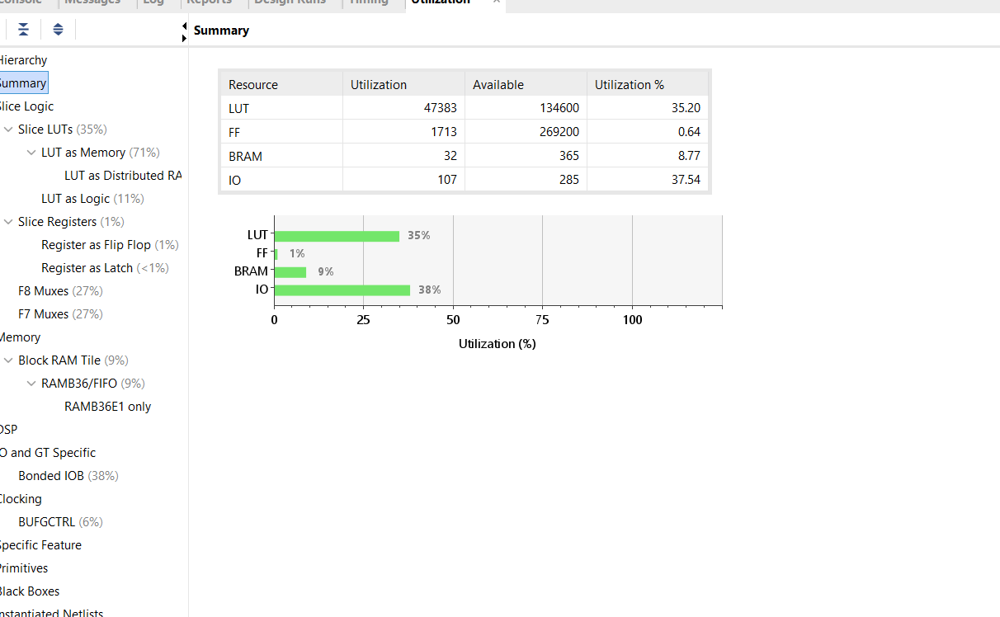 Console Messages Log Reports Design Runs Timing Utilization
Summary
Hierarchy
Summary
Slice Logic
Slice LUTs (35%)
LUT as Memory (71%)
LUT as Distributed RA
LUT as Logic (11%)
Slice Registers (1%)
Register as Flip Flop (1%)
Register as Latch (<1%)
F8 Muxes (27%)
F7 Muxes (27%)
Memory
Block RAM Tile (9%)
RAMB36/FIFO (9%)
RAMB36E1 only
DSP
IO and GT Specific
Bonded IOB (38%)
Clocking
BUFGCTRL (6%)
Specific Feature
Primitives
Black Boxes
Instantiated Netlists
Resource Utilization Available Utilization %
LUT 47383 134600 35.20
FF 1713 269200 0.64
BRAM 32 365 8.77
IO 107 285 37.54
LUT 35%
FF 1%
BRAM 9%
IO 38%
0 25 50 75 100
Utilization (%)